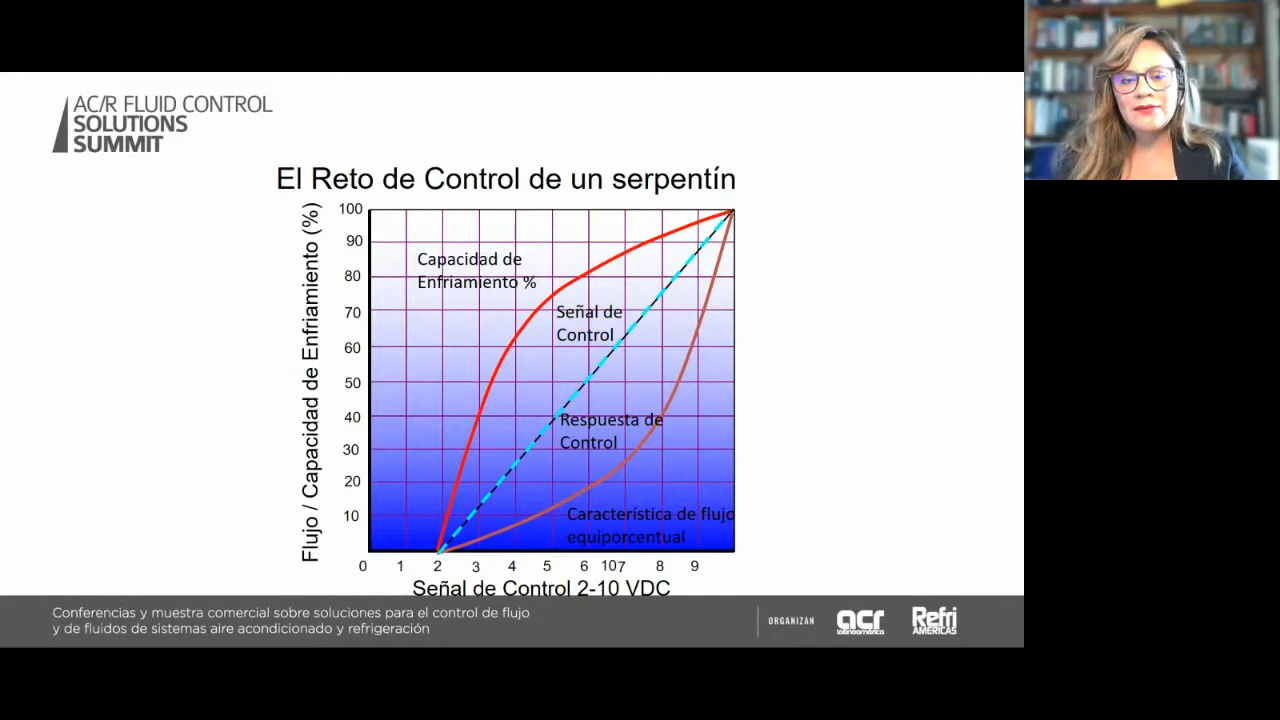 AC/R FLUID CONTROL
SOLUTIONS
SUMMIT
El Reto de Control de un serpentín
Flujo / Capacidad de Enfriamiento (%)
100
90
80
70
60
50
40
30
20
10
Capacidad de
Enfriamiento %
Señal de
Control
Respuesta de
Control
Característica de flujo
equiporcentual
0 1 2 3 4 5 6 107 8 9
Señal de Control 2-10 VDC
Conferencias y muestra comercial sobre soluciones para el control de flujo
y de fluidos de sistemas aire acondicionado y refrigeración
ORGANIZAN
acr
latinoamérica
Refri
AMÉRICAS